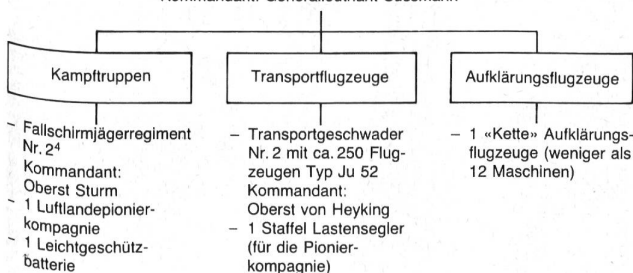 Kommandant: Generalleutnant Süssmann
Kampftruppen
Transportflugzeuge
Aufklärungsflugzeuge
– Fallschirmjägerregiment
Nr. 2⁴
Kommandant:
Oberst Sturm
– 1 Luftlandepionier-
kompagnie
– 1 Leichtgeschütz-
batterie
– Transportgeschwader
Nr. 2 mit ca. 250 Flug-
zeugen Typ Ju 52
Kommandant:
Oberst von Heyking
– 1 Staffel Lastensegler
(für die Pionier-
kompagnie)
– 1 «Kette» Aufklärungs-
flugzeuge (weniger als
12 Maschinen)